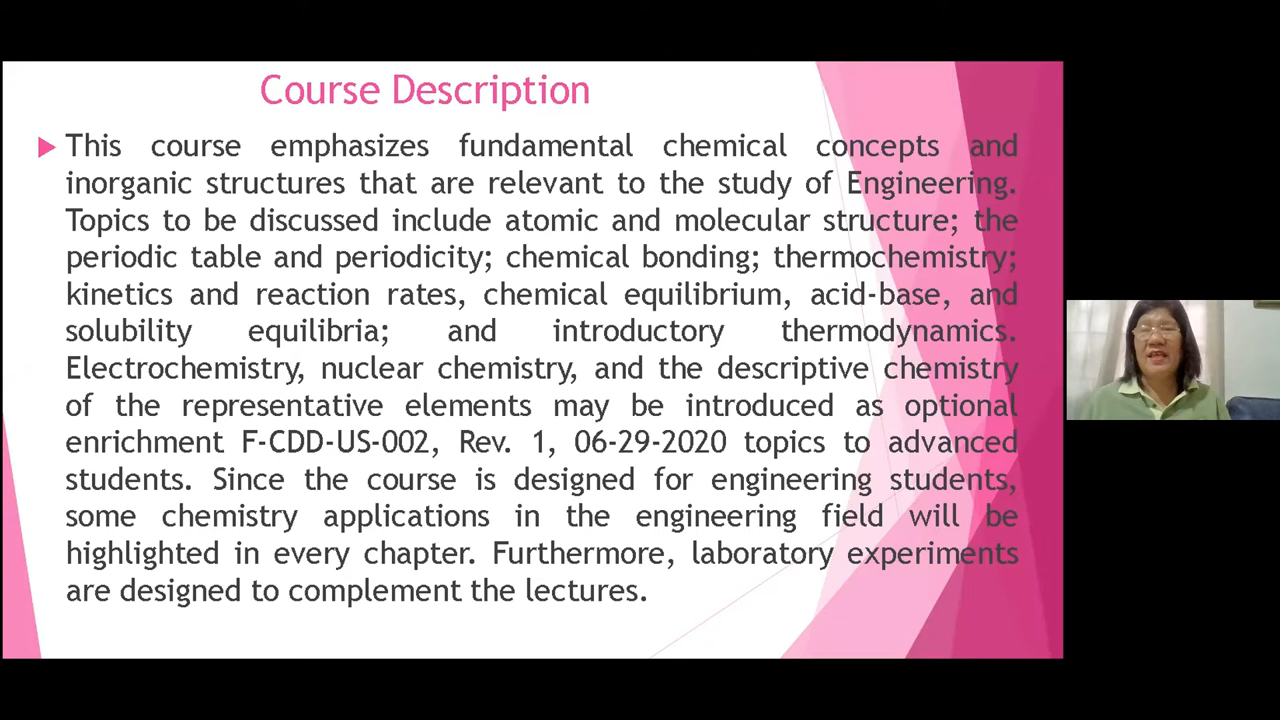 Course Description
This course emphasizes fundamental chemical concepts and
inorganic structures that are relevant to the study of Engineering.
Topics to be discussed include atomic and molecular structure; the
periodic table and periodicity; chemical bonding; thermochemistry;
kinetics and reaction rates, chemical equilibrium, acid-base, and
solubility equilibria; and introductory thermodynamics.
Electrochemistry, nuclear chemistry, and the descriptive chemistry
of the representative elements may be introduced as optional
enrichment F-CDD-US-002, Rev. 1, 06-29-2020 topics to advanced
students. Since the course is designed for engineering students,
some chemistry applications in the engineering field will be
highlighted in every chapter. Furthermore, laboratory experiments
are designed to complement the lectures.